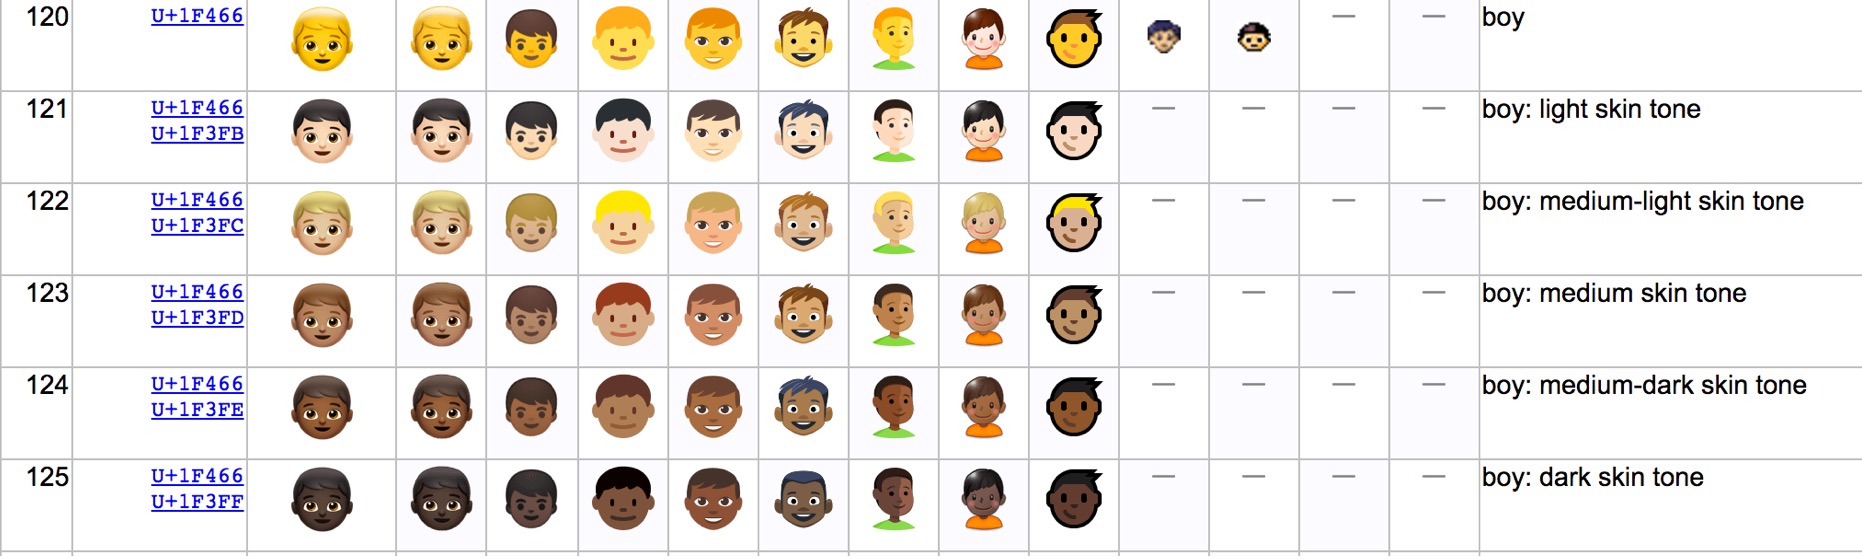 120 U+1F466 — — boy
121 U+1F466 — — — — boy: light skin tone
U+1F3FB
122 U+1F466 — — — — boy: medium-light skin tone
U+1F3FC
123 U+1F466 — — — — boy: medium skin tone
U+1F3FD
124 U+1F466 — — — — boy: medium-dark skin tone
U+1F3FE
125 U+1F466 — — — — boy: dark skin tone
U+1F3FF